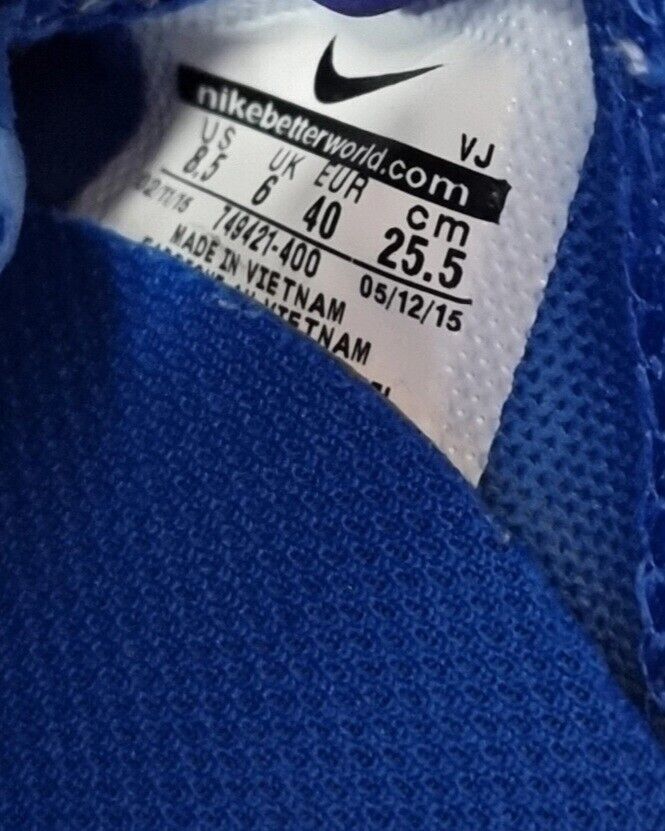 nikebetterworld.com
VJ
US UK EUR cm
8.5 6 40 25.5
749421-400 05/12/15
MADE IN VIETNAM
VIETNAM